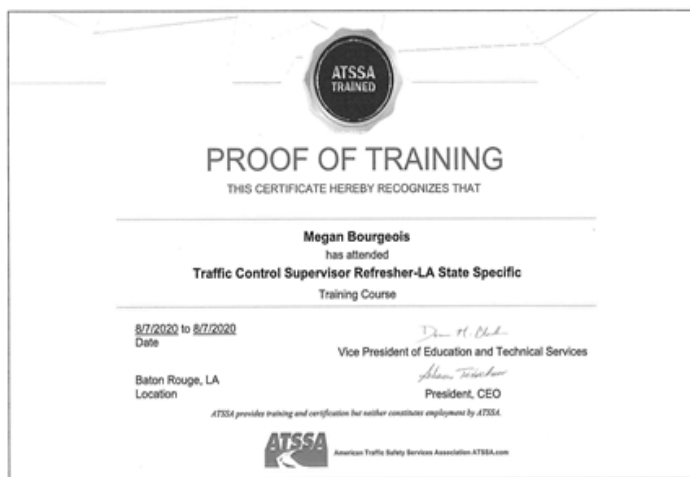 ATSSA
TRAINED
PROOF OF TRAINING
THIS CERTIFICATE HEREBY RECOGNIZES THAT
Megan Bourgeois
has attended
Traffic Control Supervisor Refresher-LA State Specific
Training Course
8/7/2020 to 8/7/2020
Date
Vice President of Education and Technical Services
Baton Rouge, LA
Location
President, CEO
ATSSA provides training and certification but neither constitutes employment by ATSSA.
ATSSA
American Traffic Safety Services Association ATSSA.com